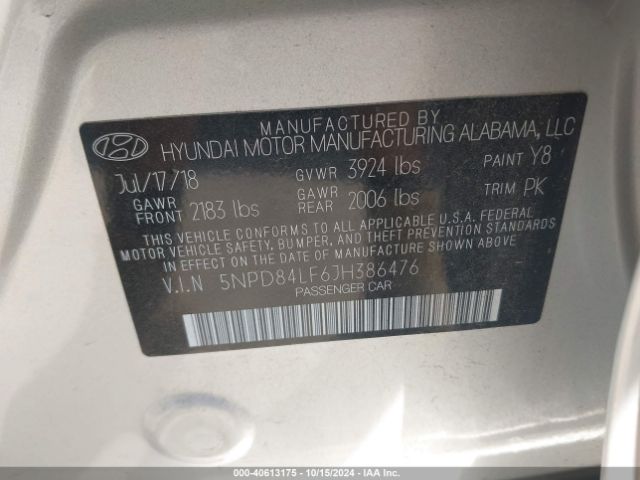 MANUFACTURED BY
HYUNDAI MOTOR MANUFACTURING ALABAMA, LLC
Jul/17/18 GVWR 3924 lbs PAINT Y8
GAWR FRONT 2183 lbs GAWR REAR 2006 lbs TRIM PK
THIS VEHICLE CONFORMS TO ALL APPLICABLE U.S.A. FEDERAL
MOTOR VEHICLE SAFETY, BUMPER, AND THEFT PREVENTION STANDARDS
IN EFFECT ON THE DATE OF MANUFACTURE SHOWN ABOVE.
V.I.N 5NPD84LF6JH386476
PASSENGER CAR
000-40613175 - 10/15/2024 - IAA Inc.